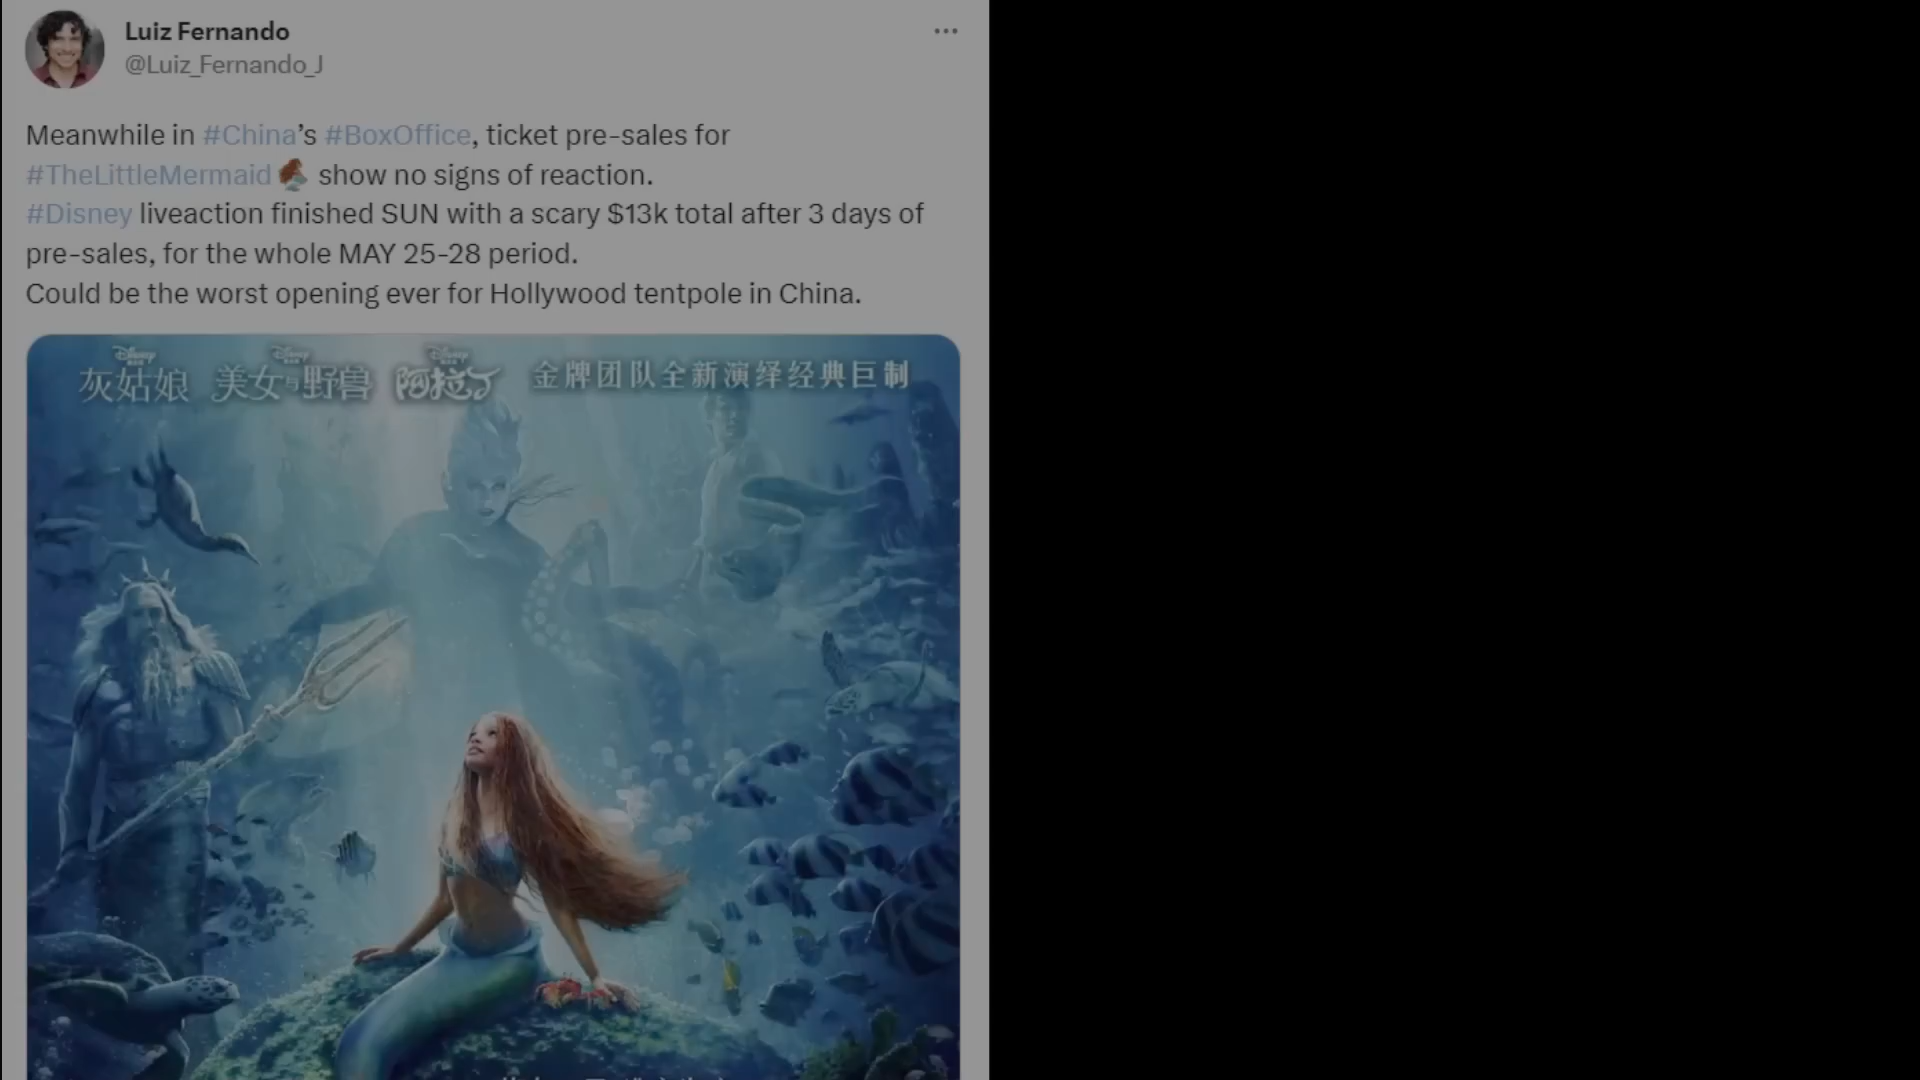 Luiz Fernando
@Luiz_Fernando_J
Meanwhile in #China’s #BoxOffice, ticket pre-sales for
#TheLittleMermaid show no signs of reaction.
#Disney liveaction finished SUN with a scary $13k total after 3 days of
pre-sales, for the whole MAY 25-28 period.
Could be the worst opening ever for Hollywood tentpole in China.
Disney Disney Disney
灰姑娘 美女与野兽 阿拉丁 金牌团队全新演绎经典巨制